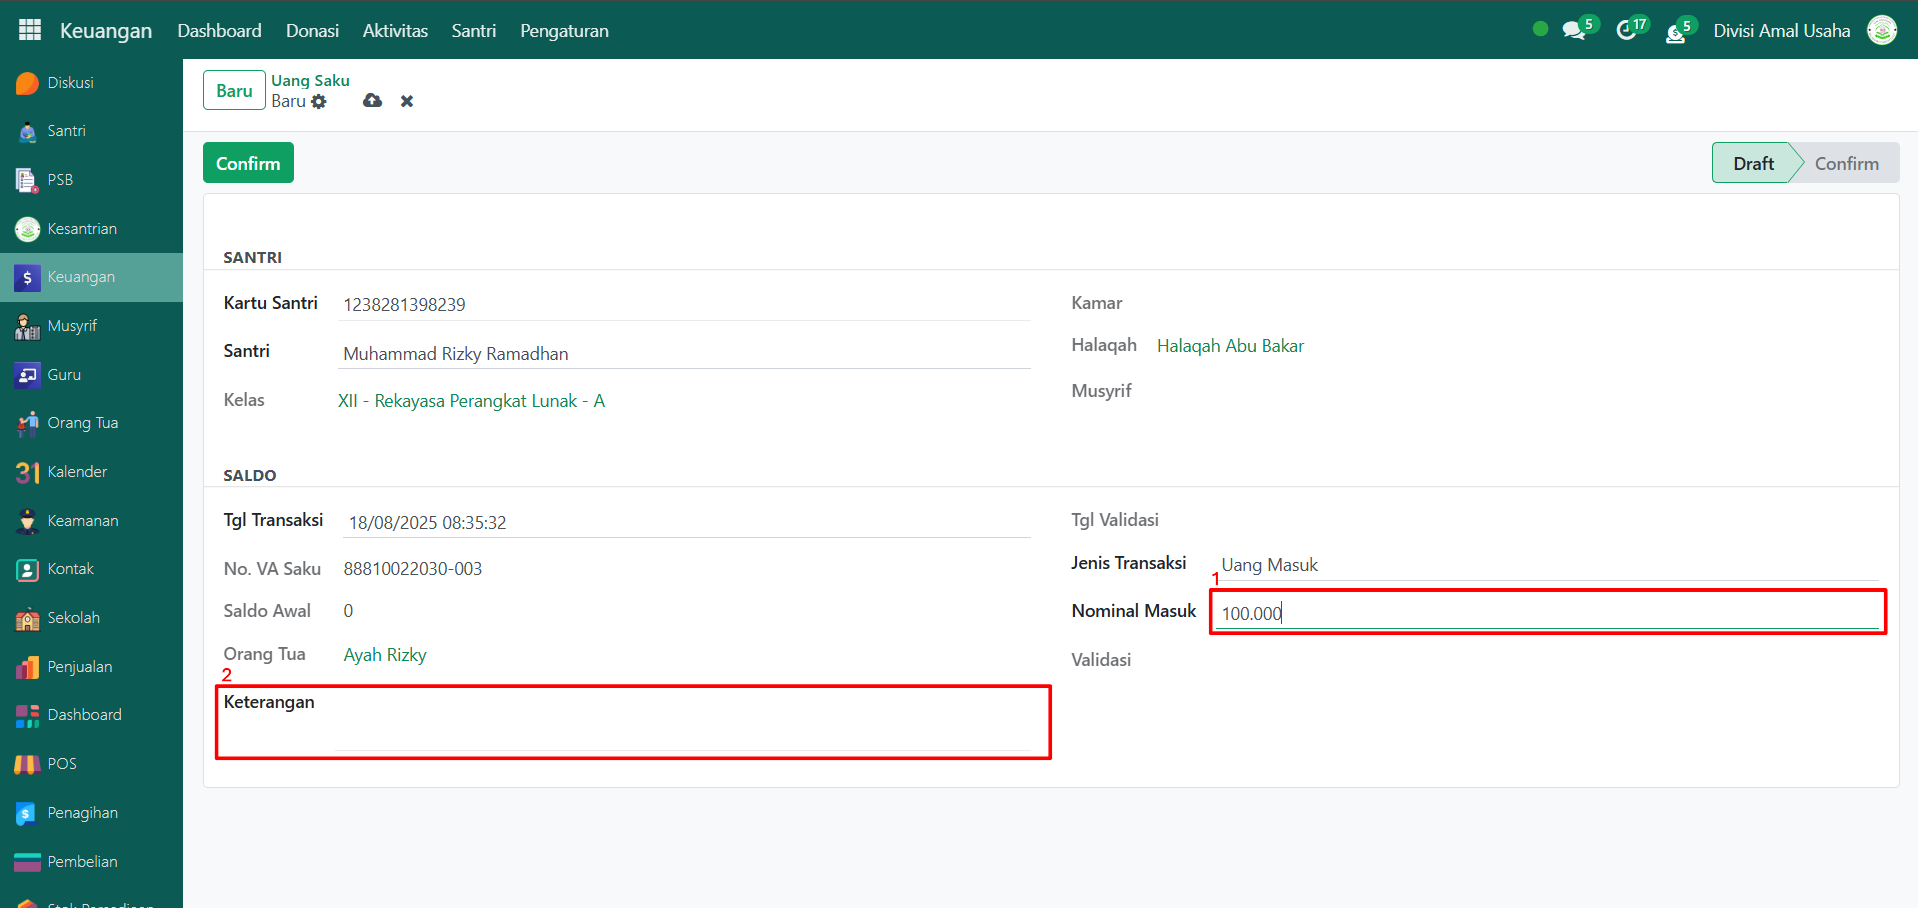 Keuangan Dashboard Donasi Aktivitas Santri Pengaturan 5 17 5 Divisi Amal Usaha
Diskusi
Santri
PSB
Kesantrian
$ Keuangan
Musyrif
Guru
Orang Tua
31 Kalender
Keamanan
Kontak
Sekolah
Penjualan
Dashboard
POS
$ Penagihan
Pembelian
Baru Uang Saku
Baru
Confirm
Draft Confirm
SANTRI
Kartu Santri 1238281398239
Santri Muhammad Rizky Ramadhan
Kelas XII - Rekayasa Perangkat Lunak - A
Kamar
Halaqah Halaqah Abu Bakar
Musyrif
SALDO
Tgl Transaksi 18/08/2025 08:35:32
No. VA Saku 88810022030-003
Saldo Awal 0
Orang Tua Ayah Rizky
2
Keterangan
Tgl Validasi
Jenis Transaksi Uang Masuk
1
Nominal Masuk 100.000
Validasi